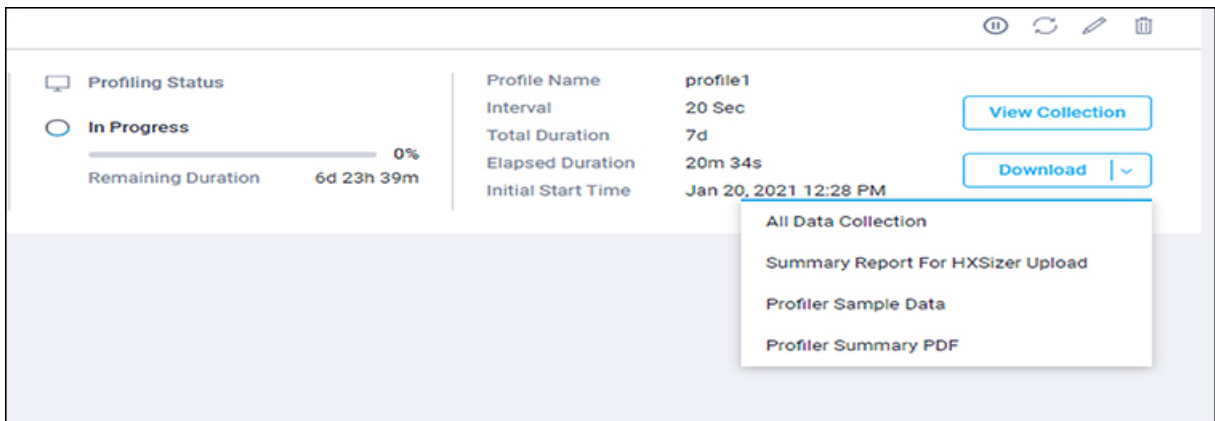 Profiling Status
In Progress
0%
Remaining Duration 6d 23h 39m
Profile Name profile1
Interval 20 Sec
Total Duration 7d
Elapsed Duration 20m 34s
Initial Start Time Jan 20, 2021 12:28 PM
View Collection
Download
All Data Collection
Summary Report For HXSizer Upload
Profiler Sample Data
Profiler Summary PDF